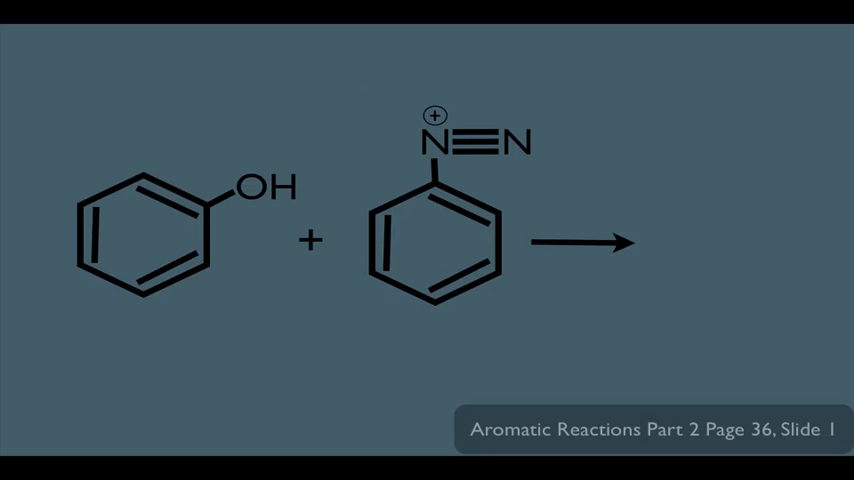 ⊕
N≡N
OH
+
Aromatic Reactions Part 2 Page 36, Slide 1